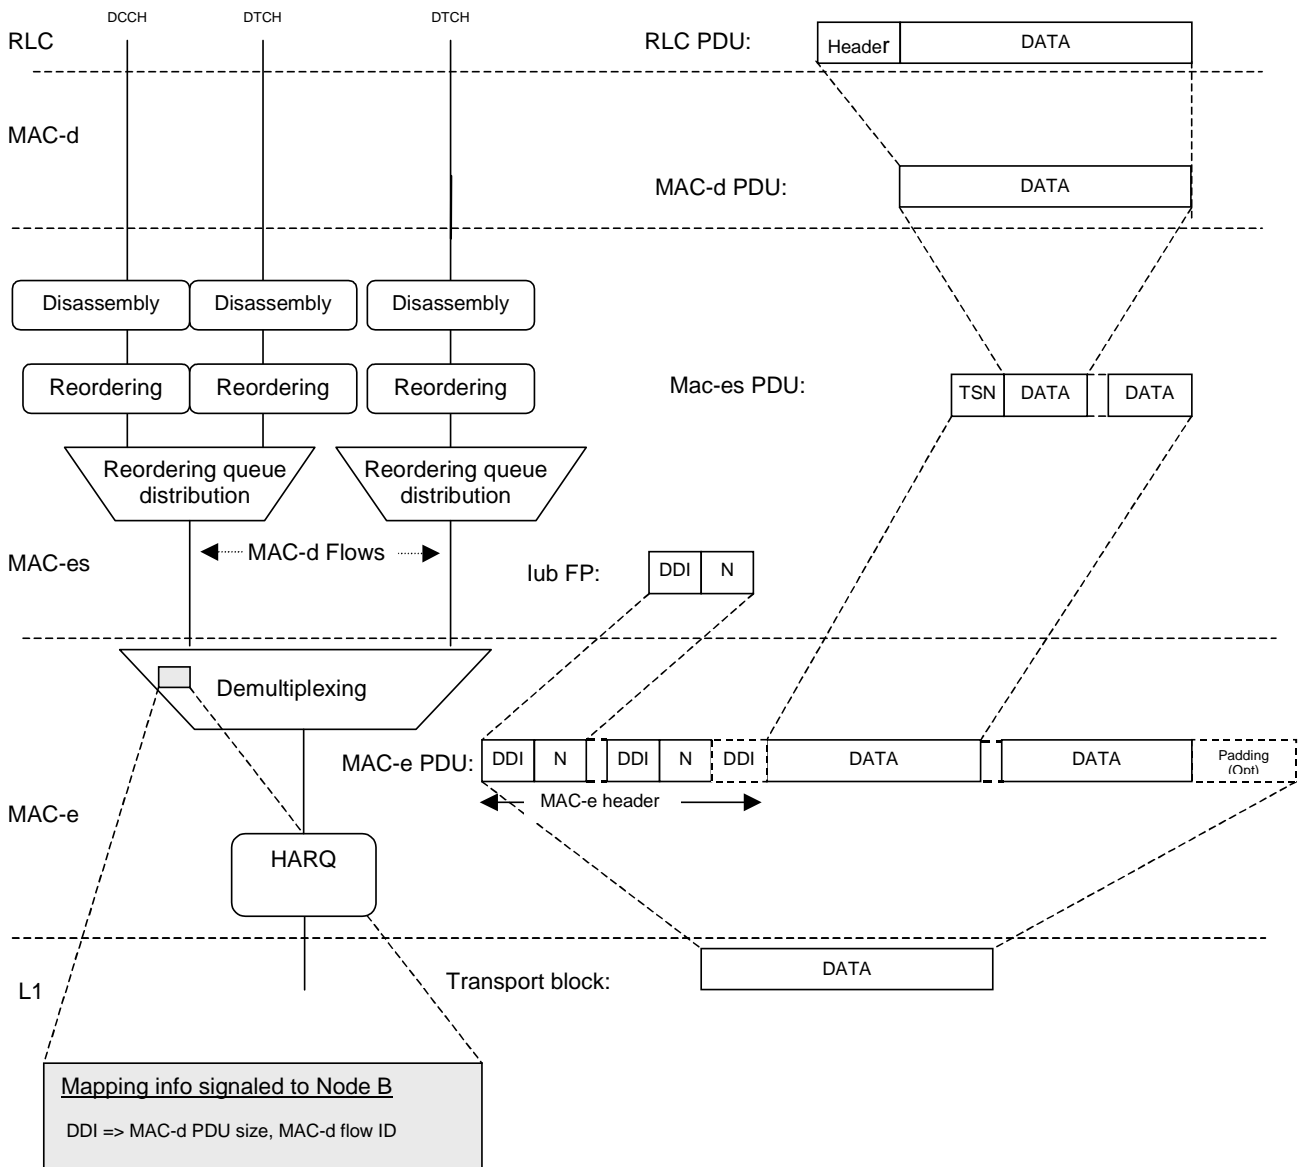 DCCH DTCH DTCH
RLC RLC PDU: Header DATA
MAC-d
MAC-d PDU: DATA
Disassembly Disassembly Disassembly
Reordering Reordering Reordering
Mac-es PDU: TSN DATA DATA
Reordering queue distribution
Reordering queue distribution
MAC-d Flows
MAC-es
Iub FP: DDI N
Demultiplexing
MAC-e PDU: DDI N DDI N DDI DATA DATA Padding (Opt)
MAC-e header
MAC-e
HARQ
L1
Transport block: DATA
Mapping info signaled to Node B
DDI => MAC-d PDU size, MAC-d flow ID